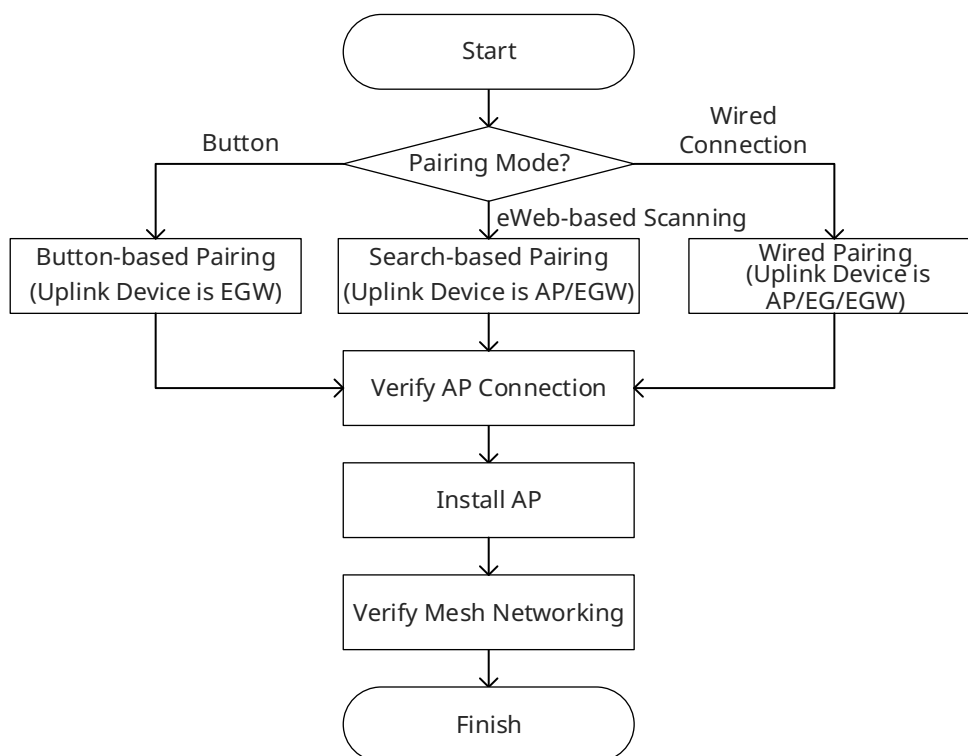 Start
Button
Wired
Connection
Pairing Mode?
eWeb-based Scanning
Button-based Pairing
(Uplink Device is EGW)
Search-based Pairing
(Uplink Device is AP/EGW)
Wired Pairing
(Uplink Device is
AP/EG/EGW)
Verify AP Connection
Install AP
Verify Mesh Networking
Finish